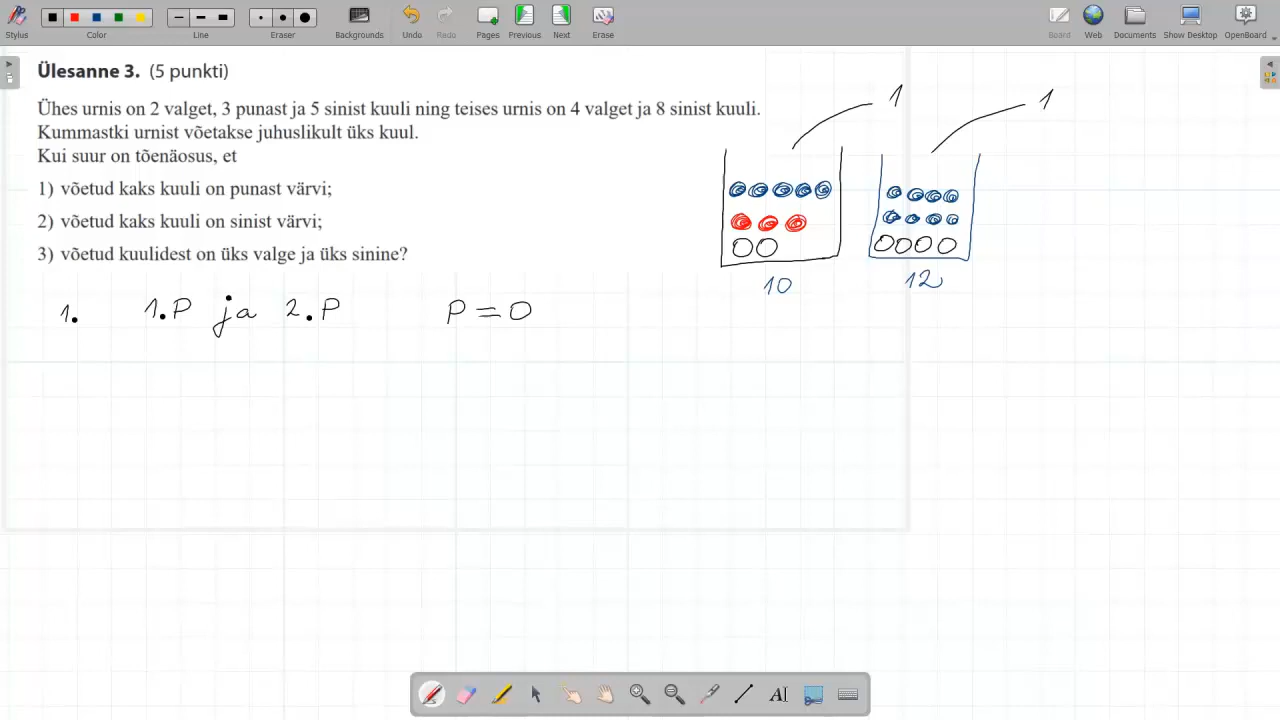 Stylus Color Line Eraser Backgrounds Undo Redo Pages Previous Next Erase Board Web Documents Show Desktop OpenBoard
Ülesanne 3. (5 punkti)
Ühes urnis on 2 valget, 3 punast ja 5 sinist kuuli ning teises urnis on 4 valget ja 8 sinist kuuli.
Kummastki urnist võetakse juhuslikult üks kuul.
Kui suur on tõenäosus, et
1) võetud kaks kuuli on punast värvi;
2) võetud kaks kuuli on sinist värvi;
3) võetud kuulidest on üks valge ja üks sinine?
1 1
10 12
1. 1.P ja 2.P P = 0
AI